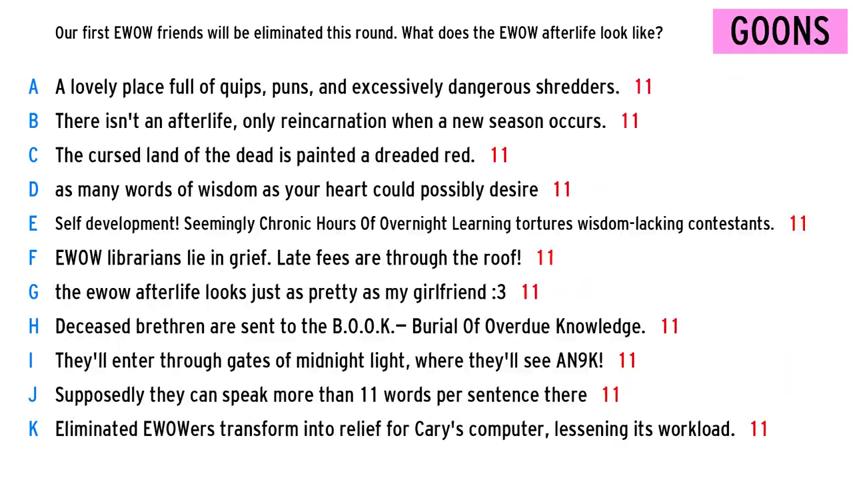 Our first EWOW friends will be eliminated this round. What does the EWOW afterlife look like?
GOONS
A A lovely place full of quips, puns, and excessively dangerous shredders. 11
B There isn't an afterlife, only reincarnation when a new season occurs. 11
C The cursed land of the dead is painted a dreaded red. 11
D as many words of wisdom as your heart could possibly desire 11
E Self development! Seemingly Chronic Hours Of Overnight Learning tortures wisdom-lacking contestants. 11
F EWOW librarians lie in grief. Late fees are through the roof! 11
G the ewow afterlife looks just as pretty as my girlfriend :3 11
H Deceased brethren are sent to the B.O.O.K.— Burial Of Overdue Knowledge. 11
I They'll enter through gates of midnight light, where they'll see AN9K! 11
J Supposedly they can speak more than 11 words per sentence there 11
K Eliminated EWOWers transform into relief for Cary's computer, lessening its workload. 11